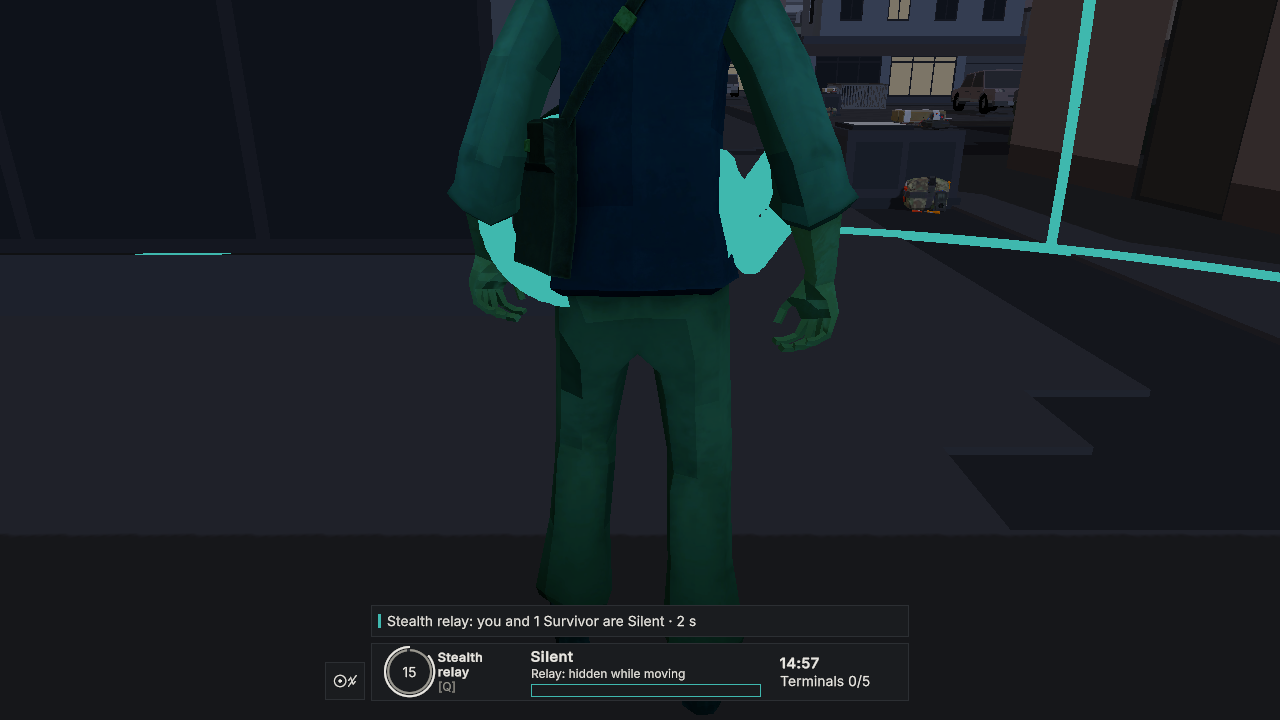 Stealth relay: you and 1 Survivor are Silent · 2 s
15
Stealth
relay
[Q]
Silent
Relay: hidden while moving
14:57
Terminals 0/5